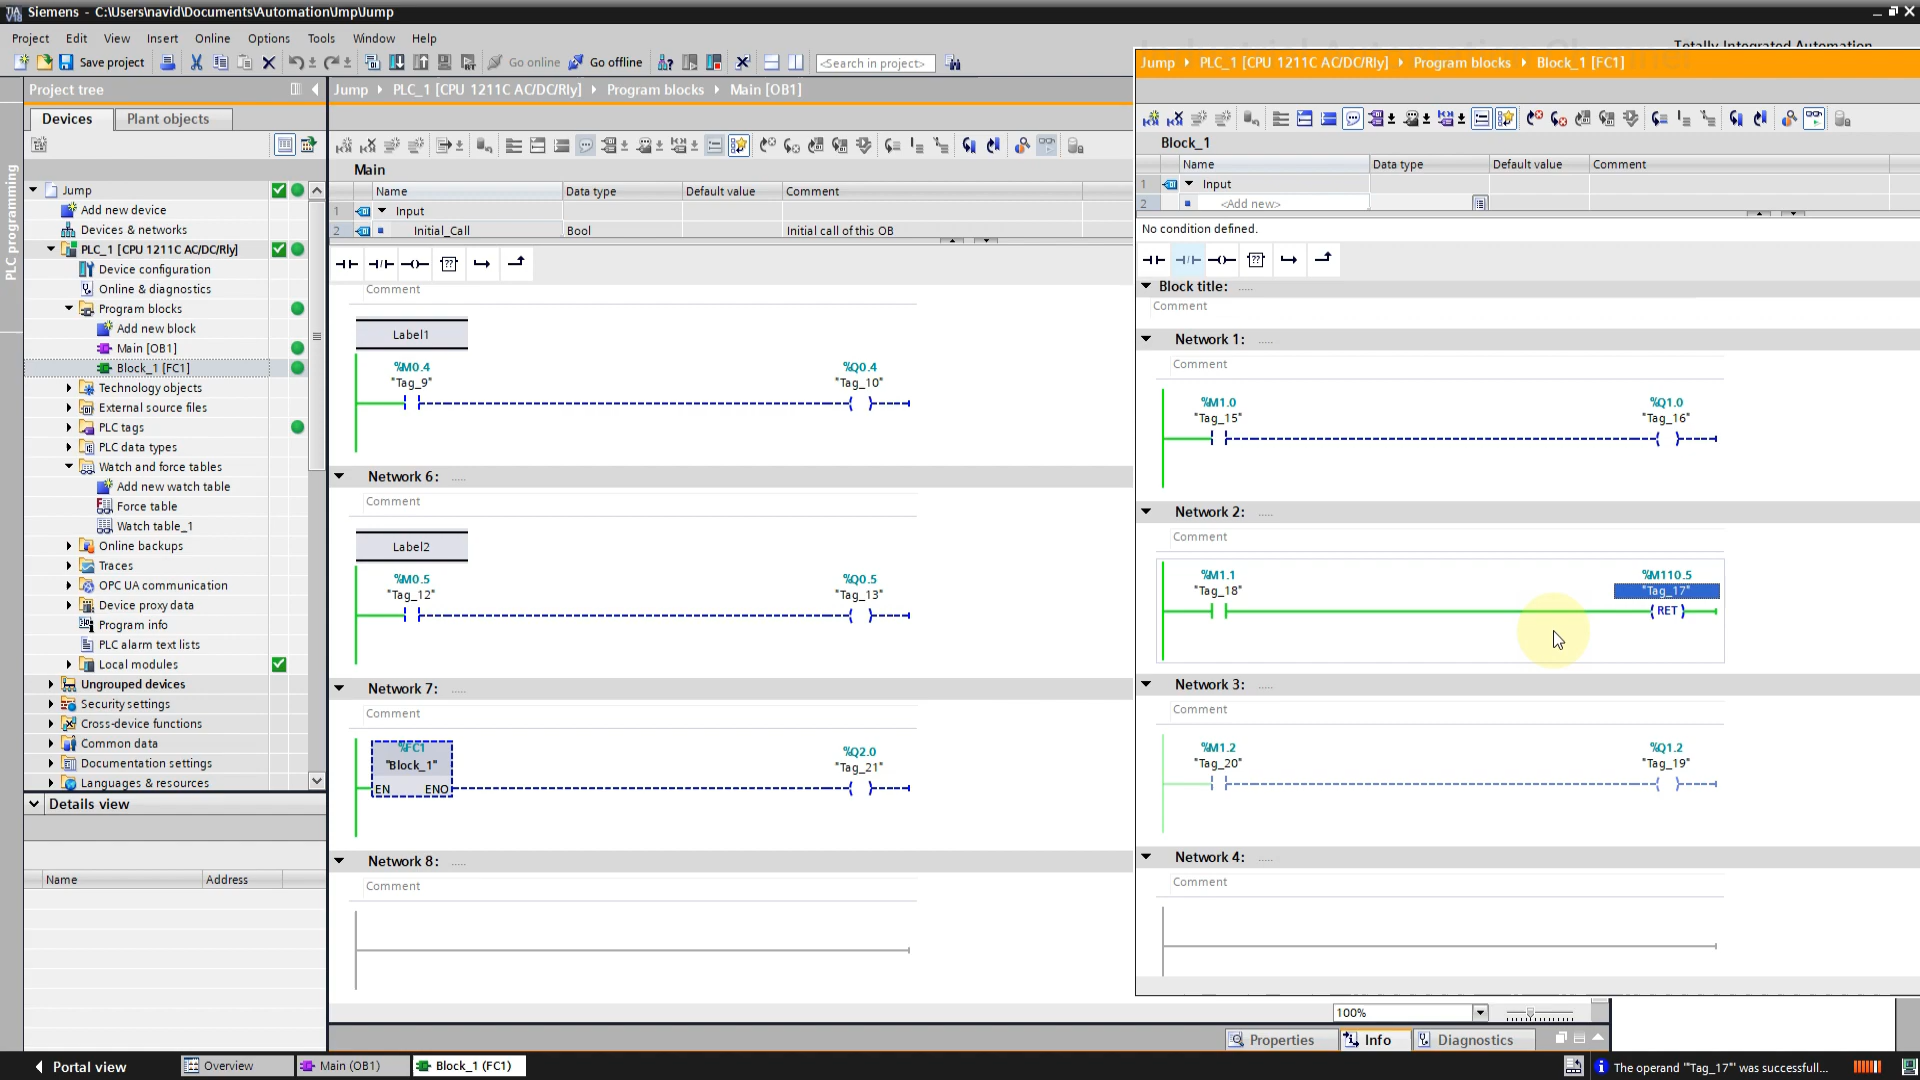 Siemens - C:\Users\navid\Documents\Automation\Jmp\Jump
Project Edit View Insert Online Options Tools Window Help
Totally Integrated Automation
Save project
Go online
Go offline
<Search in project>
Project tree
Devices
Plant objects
PLC programming
Jump
Add new device
Devices & networks
PLC_1 [CPU 1211C AC/DC/Rly]
Device configuration
Online & diagnostics
Program blocks
Add new block
Main [OB1]
Block_1 [FC1]
Technology objects
External source files
PLC tags
PLC data types
Watch and force tables
Add new watch table
Force table
Watch table_1
Online backups
Traces
OPC UA communication
Device proxy data
Program info
PLC alarm text lists
Local modules
Ungrouped devices
Security settings
Cross-device functions
Common data
Documentation settings
Languages & resources
Details view
Name Address
Jump PLC_1 [CPU 1211C AC/DC/Rly] Program blocks Main [OB1]
Main
Name Data type Default value Comment
1 Input
2 Initial_Call Bool Initial call of this OB
Comment
Label1
%M0.4
"Tag_9"
%Q0.4
"Tag_10"
Network 6: .....
Comment
Label2
%M0.5
"Tag_12"
%Q0.5
"Tag_13"
Network 7: .....
Comment
%FC1
"Block_1"
EN ENO
%Q2.0
"Tag_21"
Network 8: .....
Comment
100%
Jump PLC_1 [CPU 1211C AC/DC/Rly] Program blocks Block_1 [FC1]
Block_1
Name Data type Default value Comment
1 Input
2 <Add new>
No condition defined.
Block title: .....
Comment
Network 1: .....
Comment
%M1.0
"Tag_15"
%Q1.0
"Tag_16"
Network 2: .....
Comment
%M1.1
"Tag_18"
%M110.5
"Tag_17"
RET
Network 3: .....
Comment
%M1.2
"Tag_20"
%Q1.2
"Tag_19"
Network 4: .....
Comment
Properties Info Diagnostics
Portal view Overview Main (OB1) Block_1 (FC1) The operand '"Tag_17"' was successfull...